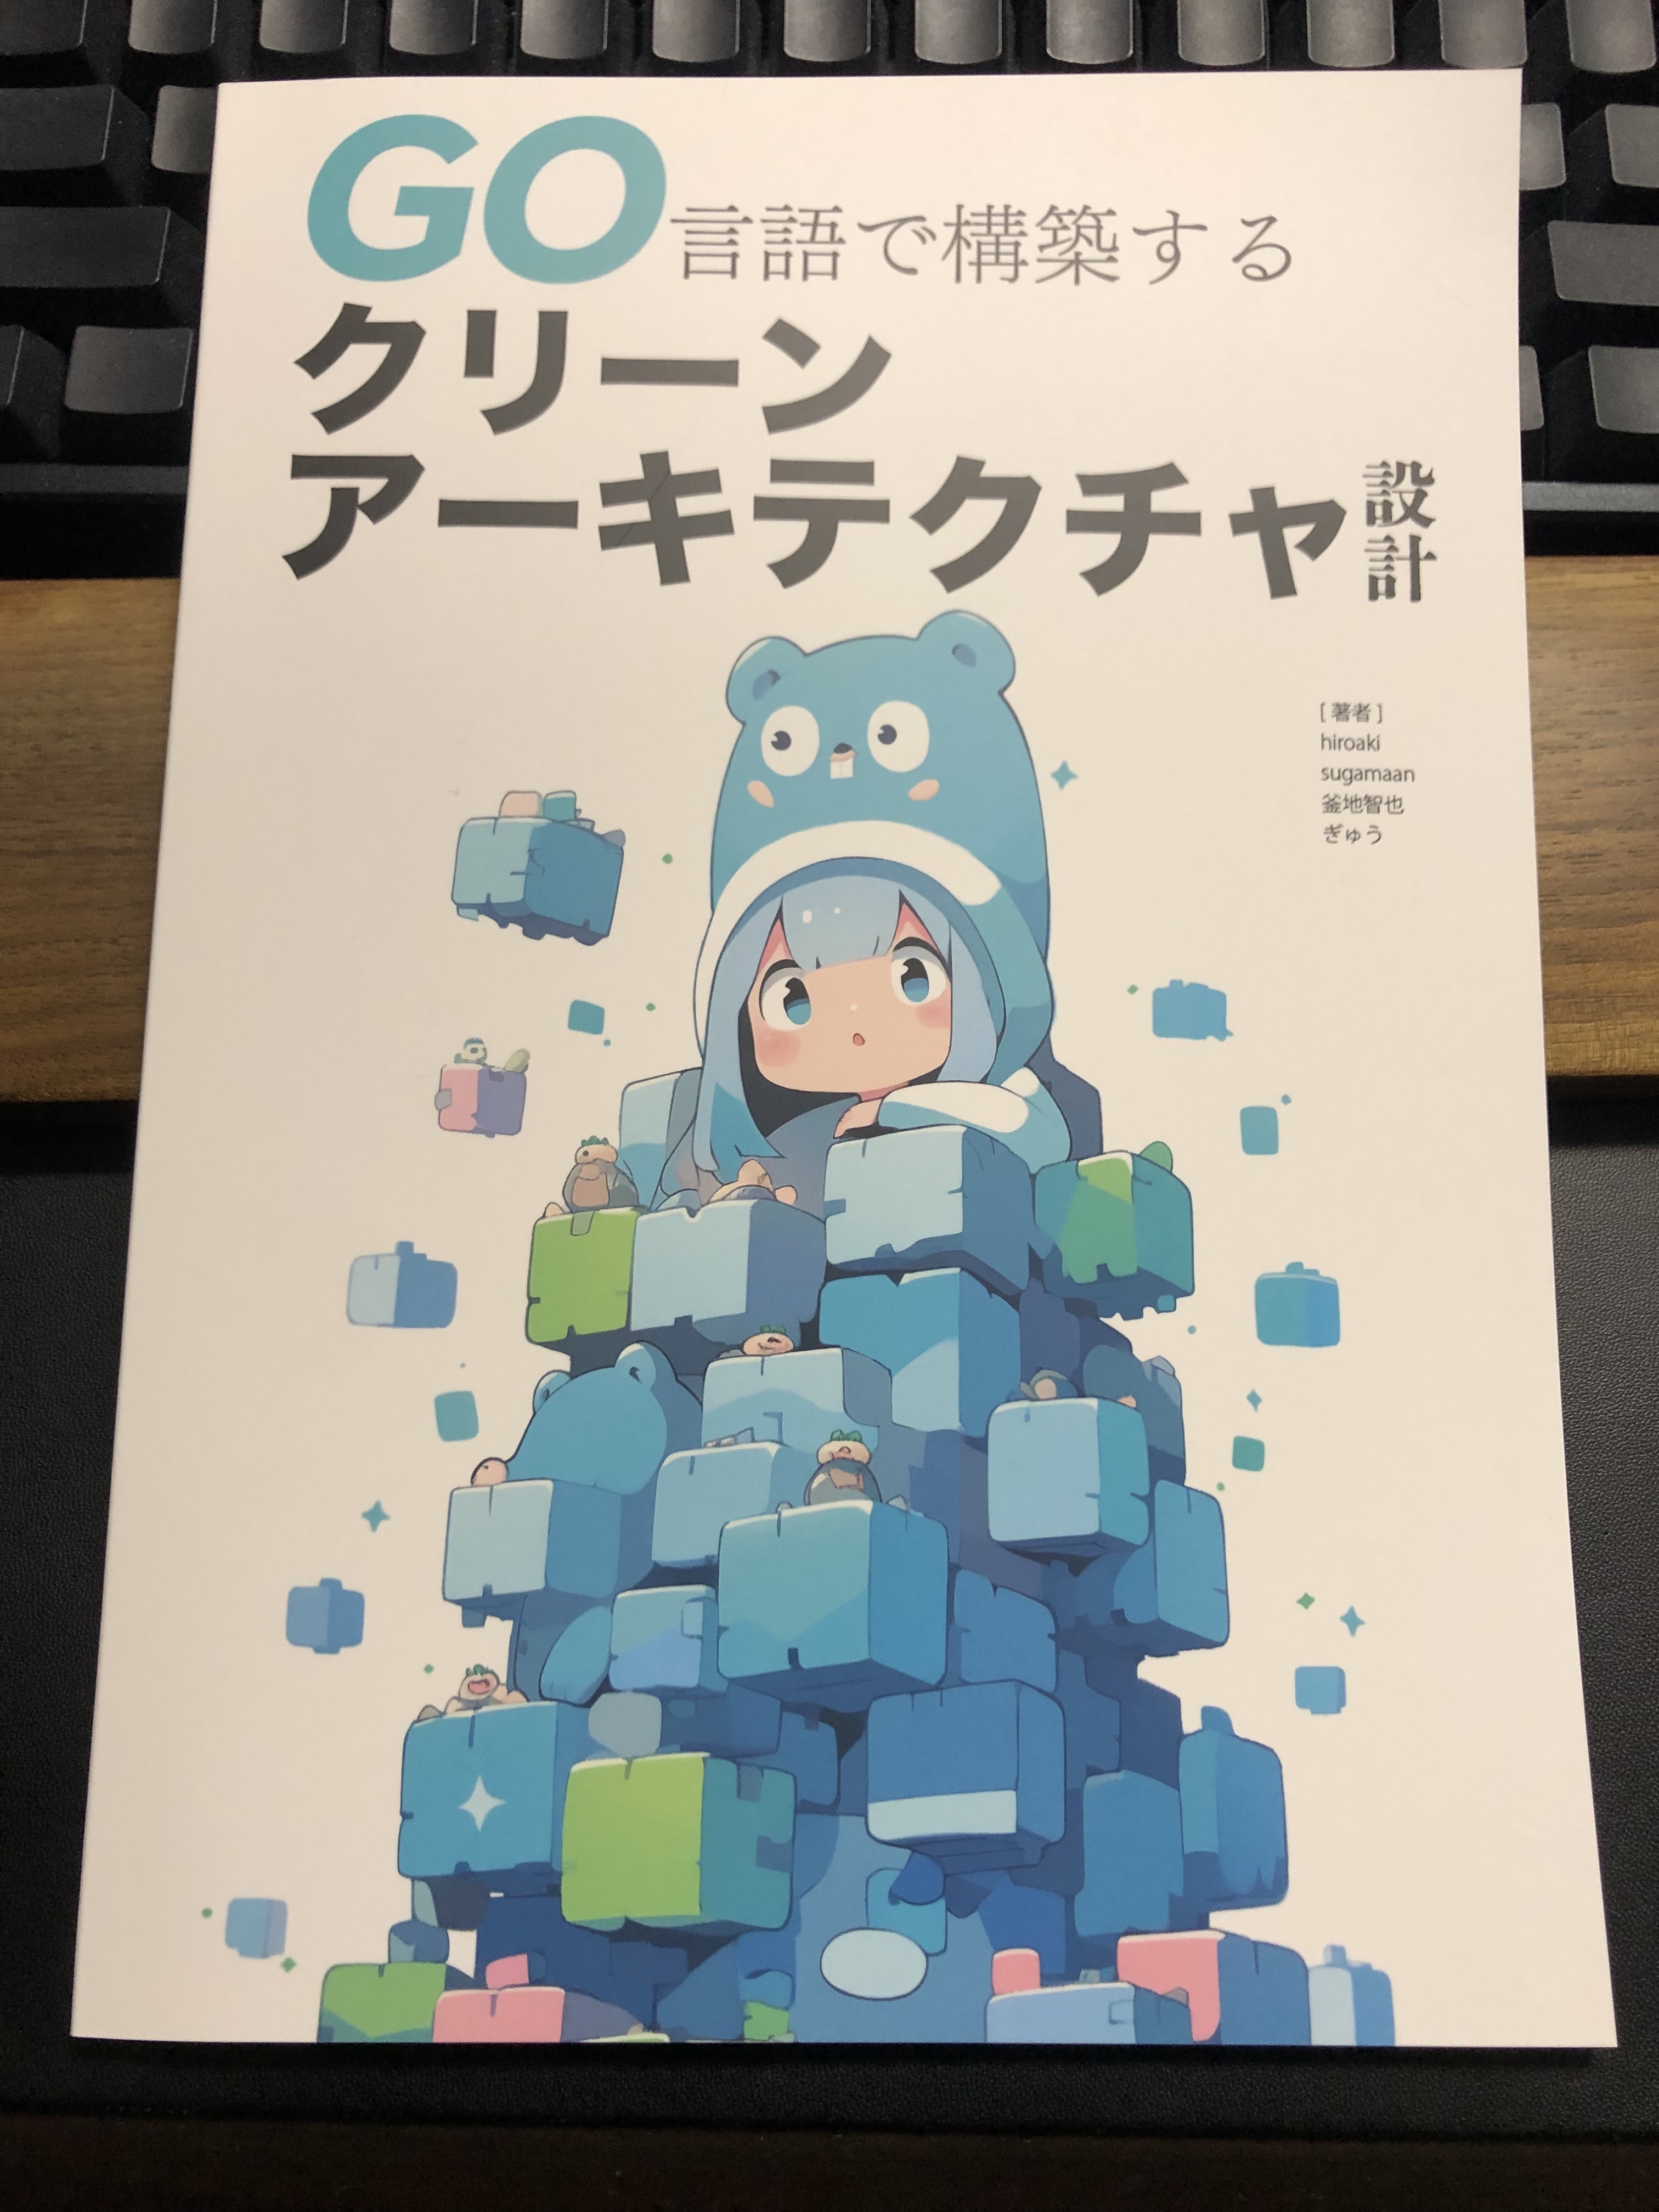 GO言語で構築する
クリーン
アーキテクチャ
設計
[著者]
hiroaki
sugamaan
釜地智也
ぎゅう